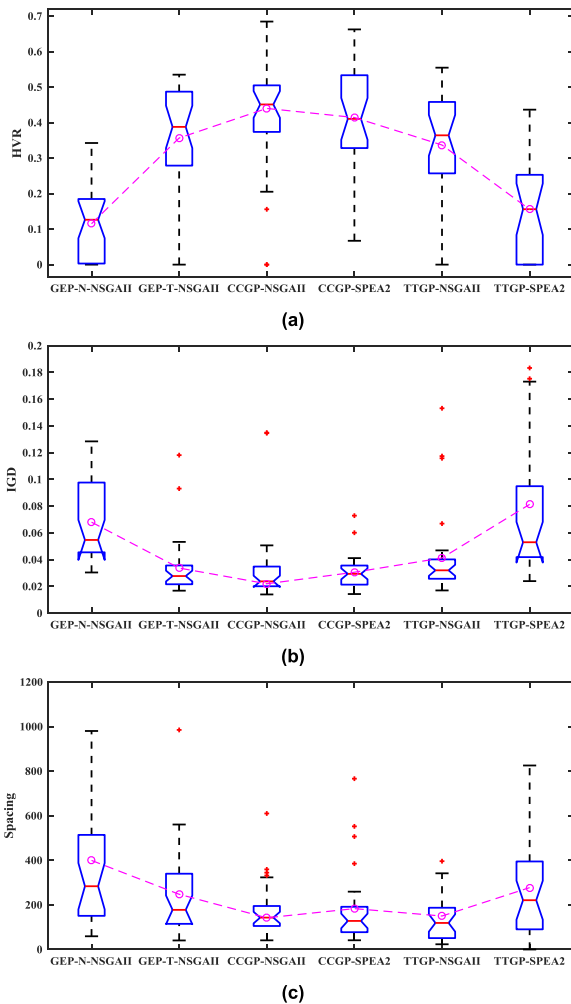 0.7
0.6
0.5
0.4
0.3
0.2
0.1
0
HVR
GEP-N-NSGAII GEP-T-NSGAII CCGP-NSGAII CCGP-SPEA2 TTGP-NSGAII TTGP-SPEA2
(a)
0.2
0.18
0.16
0.14
0.12
0.1
0.08
0.06
0.04
0.02
0
IGD
GEP-N-NSGAII GEP-T-NSGAII CCGP-NSGAII CCGP-SPEA2 TTGP-NSGAII TTGP-SPEA2
(b)
1200
1000
800
600
400
200
0
Spacing
GEP-N-NSGAII GEP-T-NSGAII CCGP-NSGAII CCGP-SPEA2 TTGP-NSGAII TTGP-SPEA2
(c)